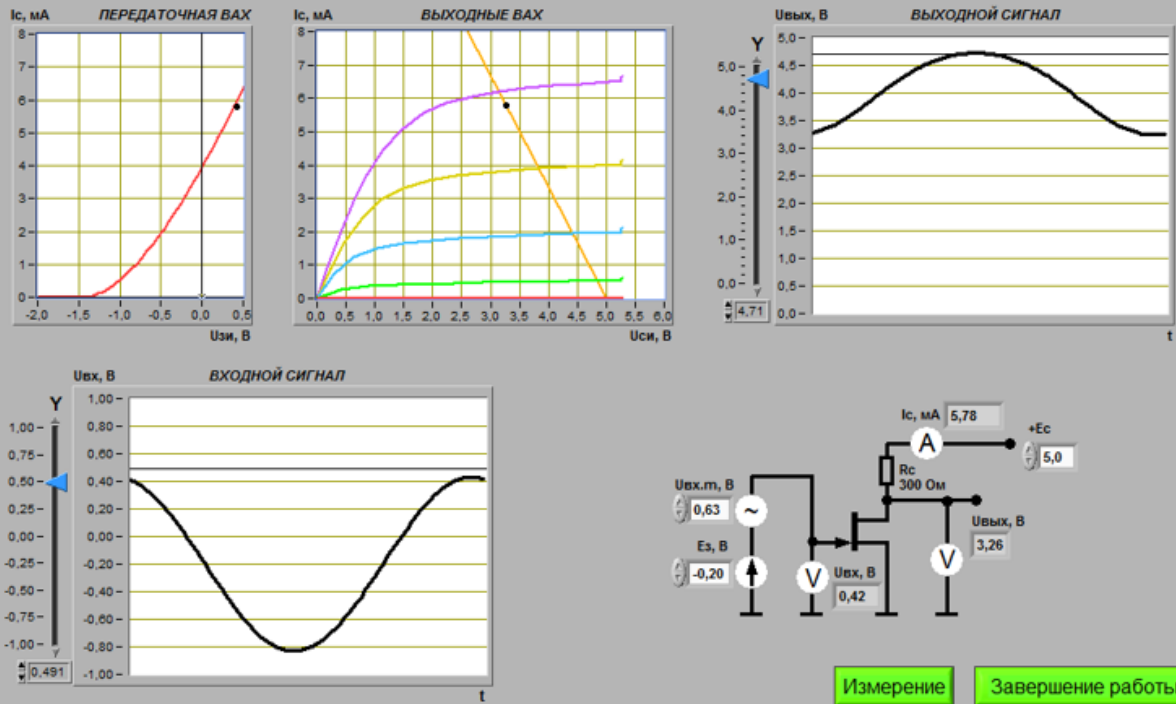 Ic, мА ПЕРЕДАТОЧНАЯ ВАХ
8
7
6
5
4
3
2
1
0
-2,0 -1,5 -1,0 -0,5 0,0 0,5
Uзи, В
Ic, мА ВЫХОДНЫЕ ВАХ
8
7
6
5
4
3
2
1
0
0,0 0,5 1,0 1,5 2,0 2,5 3,0 3,5 4,0 4,5 5,0 5,5 6,0
Uси, В
Uвых, В ВЫХОДНОЙ СИГНАЛ
Y
5,0
4,0
3,0
2,0
1,0
0,0
4,71
5,0
4,5
4,0
3,5
3,0
2,5
2,0
1,5
1,0
0,5
0,0
t
Uвх, В ВХОДНОЙ СИГНАЛ
Y
1,00
0,75
0,50
0,25
0,00
-0,25
-0,50
-0,75
-1,00
0,491
1,00
0,80
0,60
0,40
0,20
0,00
-0,20
-0,40
-0,60
-0,80
-1,00
t
Ic, мА 5,78
A
+Ec
5,0
Rc
300 Ом
Uвх.m, В
0,63
~
Eз, В
-0,20
V
Uвх, В
0,42
V
Uвых, В
3,26
Измерение
Завершение работы